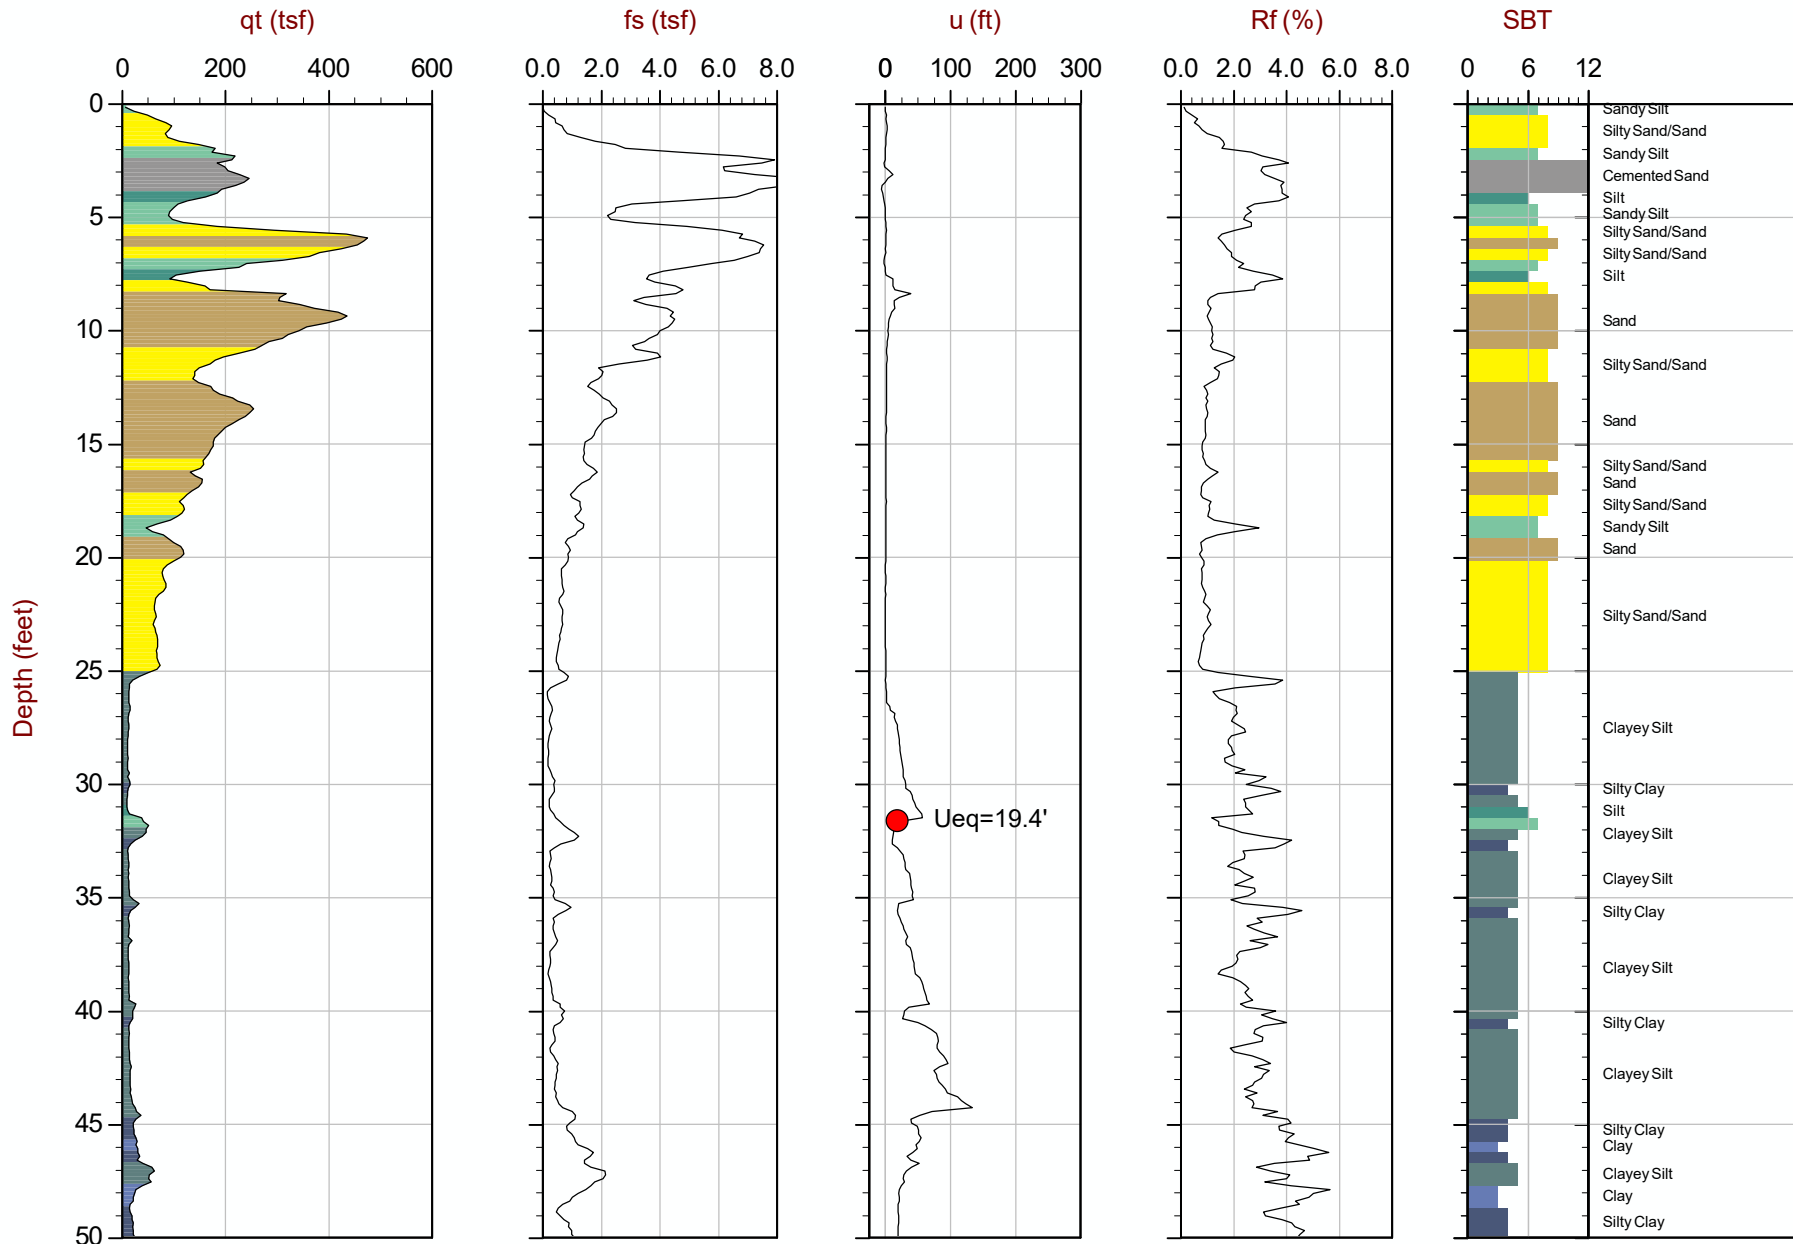 qt (tsf) fs (tsf) u (ft) Rf (%) SBT
0 200 400 600 0.0 2.0 4.0 6.0 8.0 0 100 200 300 0.0 2.0 4.0 6.0 8.0 0 6 12
0
Sandy Silt
Silty Sand/Sand
Sandy Silt
Cemented Sand
Silt
Sandy Silt
5
Silty Sand/Sand
Silty Sand/Sand
Silt
Sand
10
Silty Sand/Sand
Sand
15
Silty Sand/Sand
Sand
Silty Sand/Sand
Sandy Silt
Sand
20
Silty Sand/Sand
Depth (feet)
25
Clayey Silt
30
Silty Clay
Silt
Ueq=19.4'
Clayey Silt
Clayey Silt
35
Silty Clay
Clayey Silt
40
Silty Clay
Clayey Silt
45
Silty Clay
Clay
Clayey Silt
Clay
Silty Clay
50